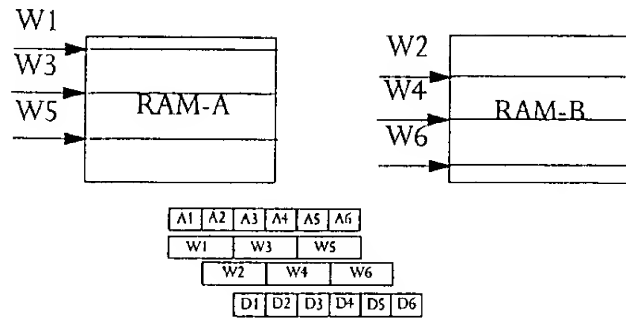 W1
W3
W5
RAM-A
W2
W4
W6
RAM-B
A1 A2 A3 A4 A5 A6
W1 W3 W5
W2 W4 W6
D1 D2 D3 D4 D5 D6